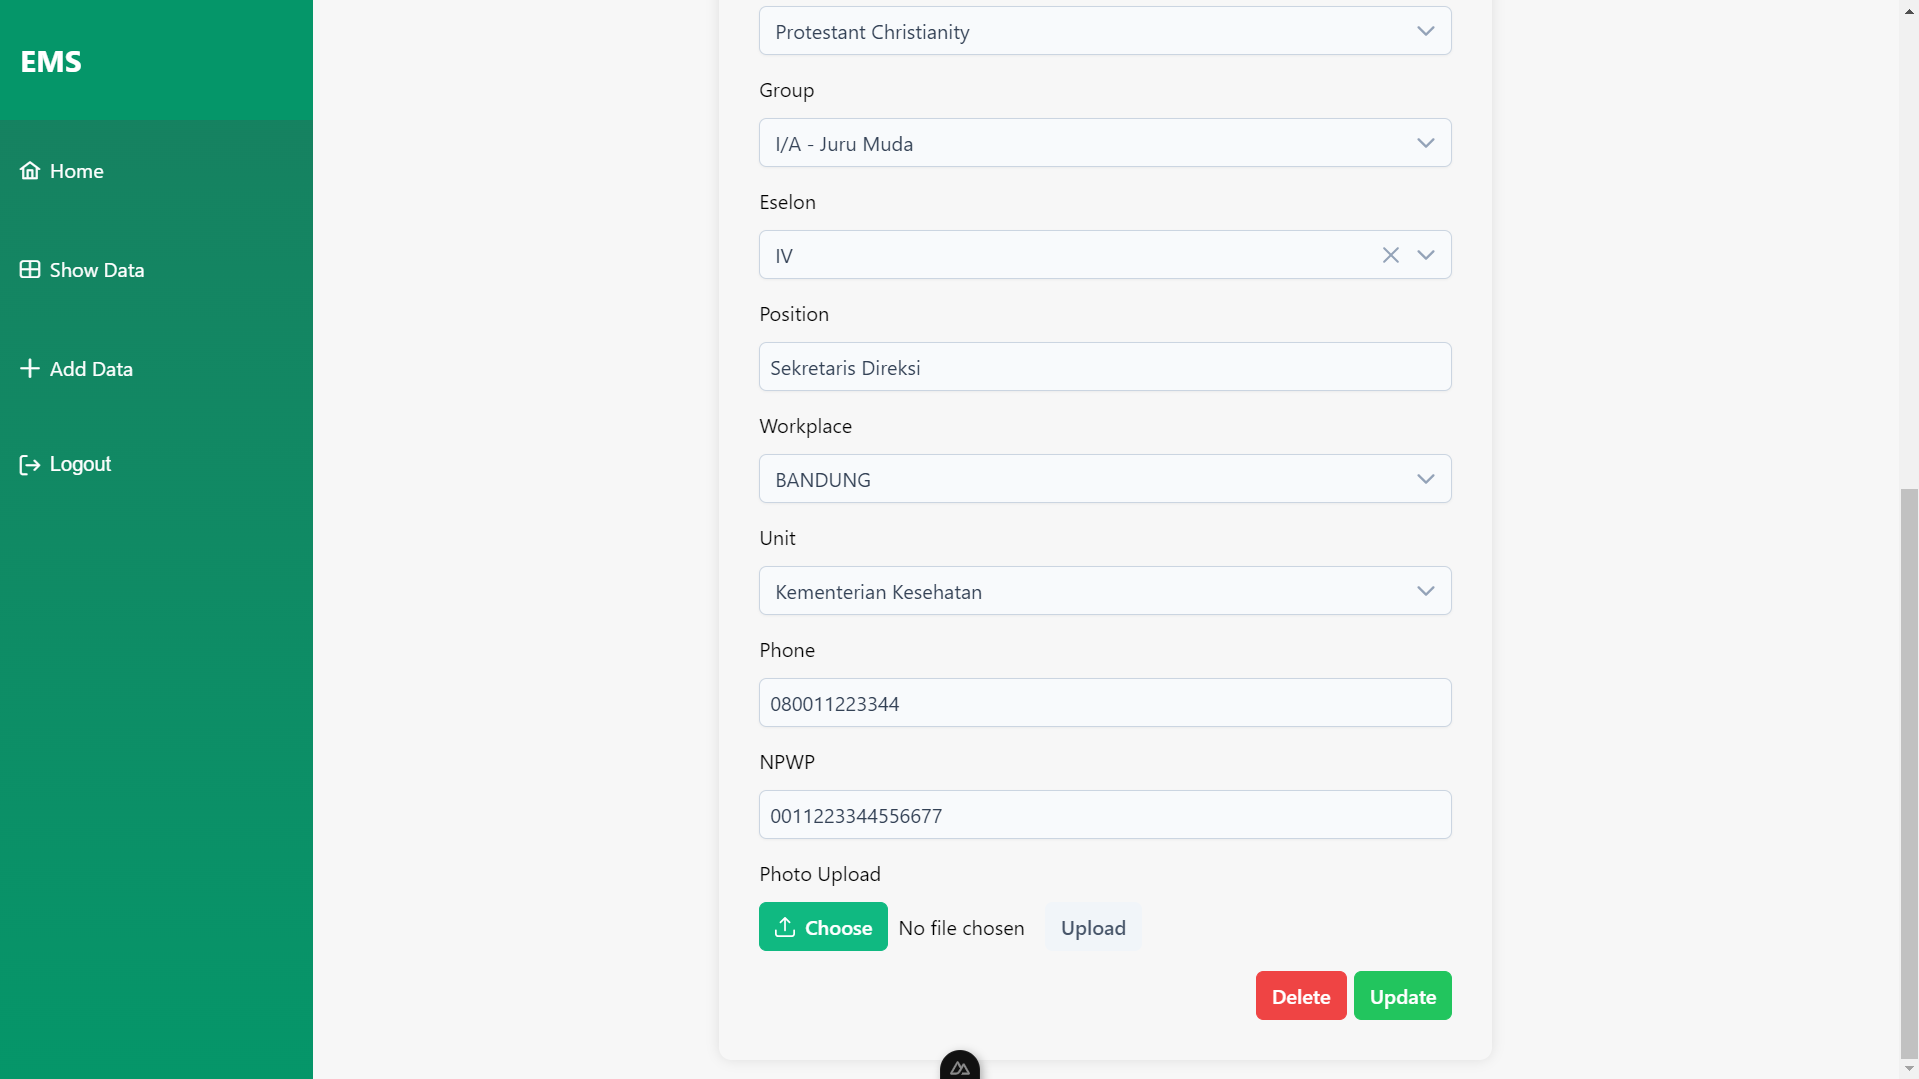 EMS
Home
Show Data
Add Data
Logout
Protestant Christianity
Group
I/A - Juru Muda
Eselon
IV
Position
Sekretaris Direksi
Workplace
BANDUNG
Unit
Kementerian Kesehatan
Phone
080011223344
NPWP
0011223344556677
Photo Upload
Choose No file chosen Upload
Delete Update